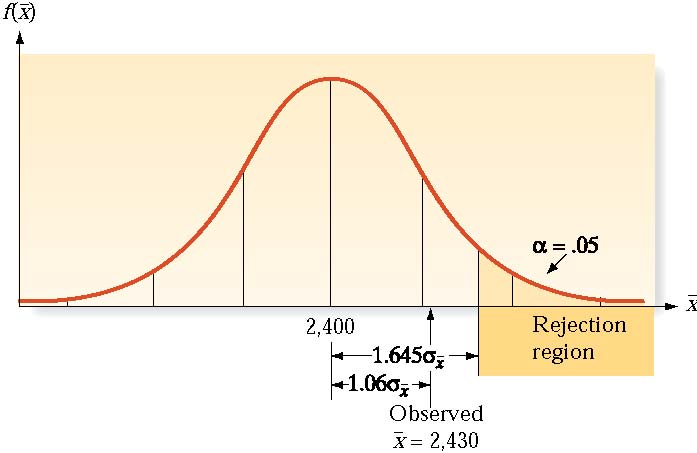 f(x̄)
α = .05
x̄
2,400
Rejection
region
1.645σx̄
1.06σx̄
Observed
x̄ = 2,430